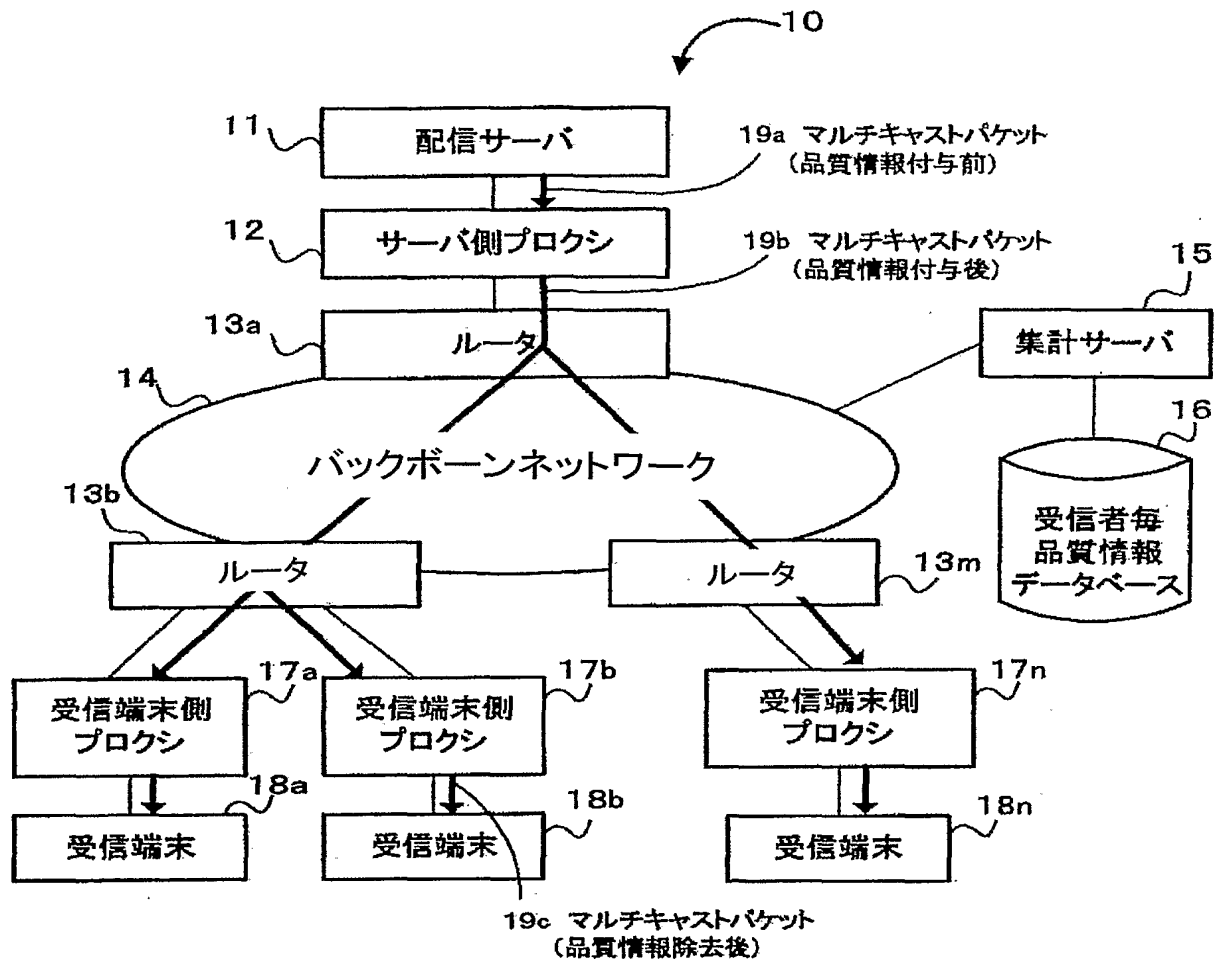 10
11
配信サーバ
19a マルチキャストパケット
(品質情報付与前)
12
サーバ側プロクシ
19b マルチキャストパケット
(品質情報付与後)
15
13a
ルータ
集計サーバ
14
16
バックボーンネットワーク
13b
受信者毎
品質情報
データベース
ルータ
ルータ
13m
17a
17b
17n
受信端末側
プロクシ
受信端末側
プロクシ
受信端末側
プロクシ
18a
18b
18n
受信端末
受信端末
受信端末
19c マルチキャストパケット
(品質情報除去後)